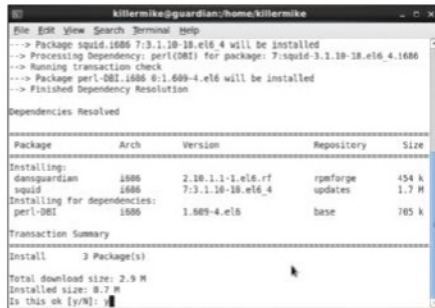 killermike@guardian:/home/killermike
File Edit View Search Terminal Help
---> Package squid.i686 7:3.1.10-18.el6_4 will be installed
--> Processing Dependency: perl(DBI) for package: 7:squid-3.1.10-18.el6_4.i686
--> Running transaction check
---> Package perl-DBI.i686 0:1.609-4.el6 will be installed
--> Finished Dependency Resolution
Dependencies Resolved
Package Arch Version Repository Size
Installing:
dansguardian i686 2.10.1.1-1.el6.rf rpmforge 454 k
squid i686 7:3.1.10-18.el6_4 updates 1.7 M
Installing for dependencies:
perl-DBI i686 1.609-4.el6 base 705 k
Transaction Summary
Install 3 Package(s)
Total download size: 2.9 M
Installed size: 8.7 M
Is this ok [y/N]: y